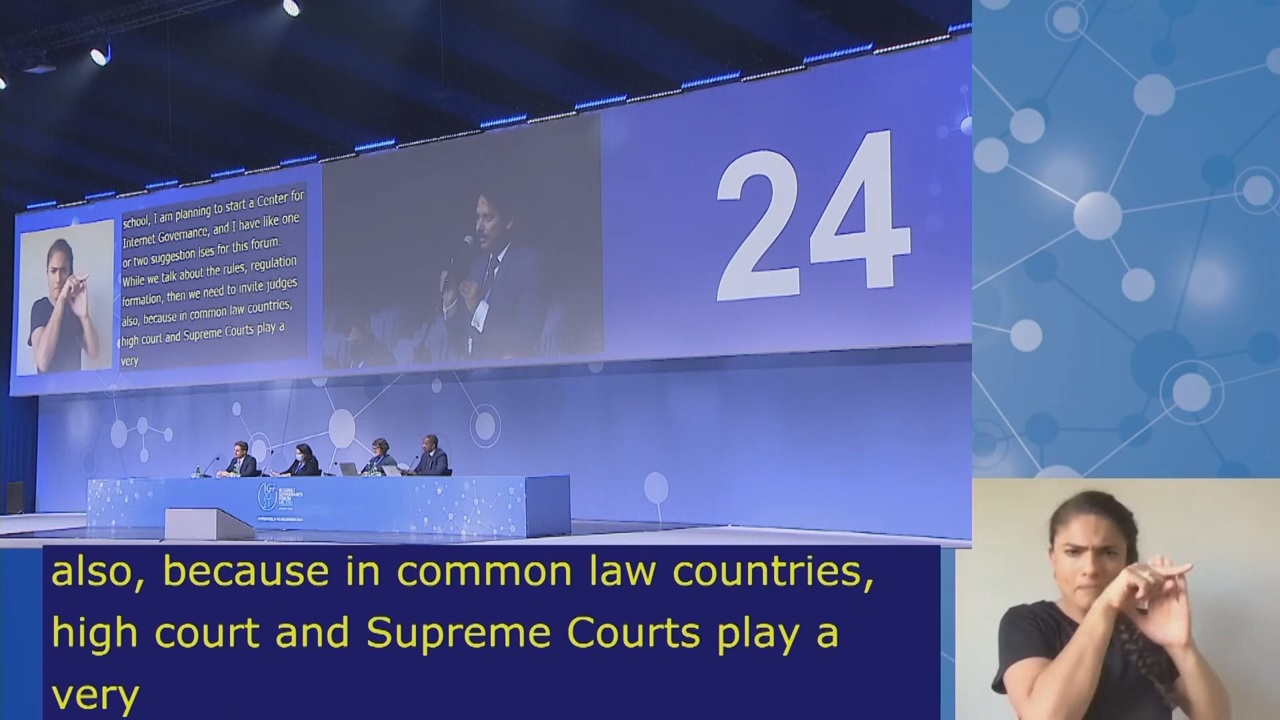 school, I am planning to start a Center for
Internet Governance, and I have like one
or two suggestion ises for this forum.
While we talk about the rules, regulation
formation, then we need to invite judges
also, because in common law countries,
high court and Supreme Courts play a
very
24
INTERNET
GOVERNANCE
FORUM
also, because in common law countries,
high court and Supreme Courts play a
very